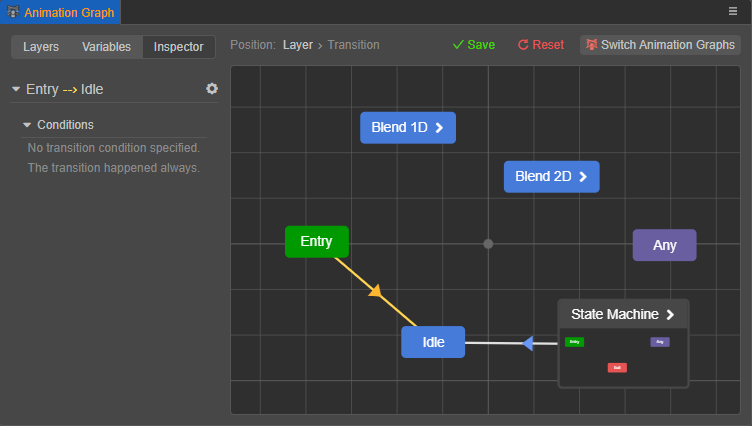 Animation Graph
Layers Variables Inspector
Position: Layer > Transition
Save
Reset
Switch Animation Graphs
Entry --> Idle
Conditions
No transition condition specified.
The transition happened always.
Blend 1D
Blend 2D
Entry
Any
State Machine
Entry
Any
Exit
Idle